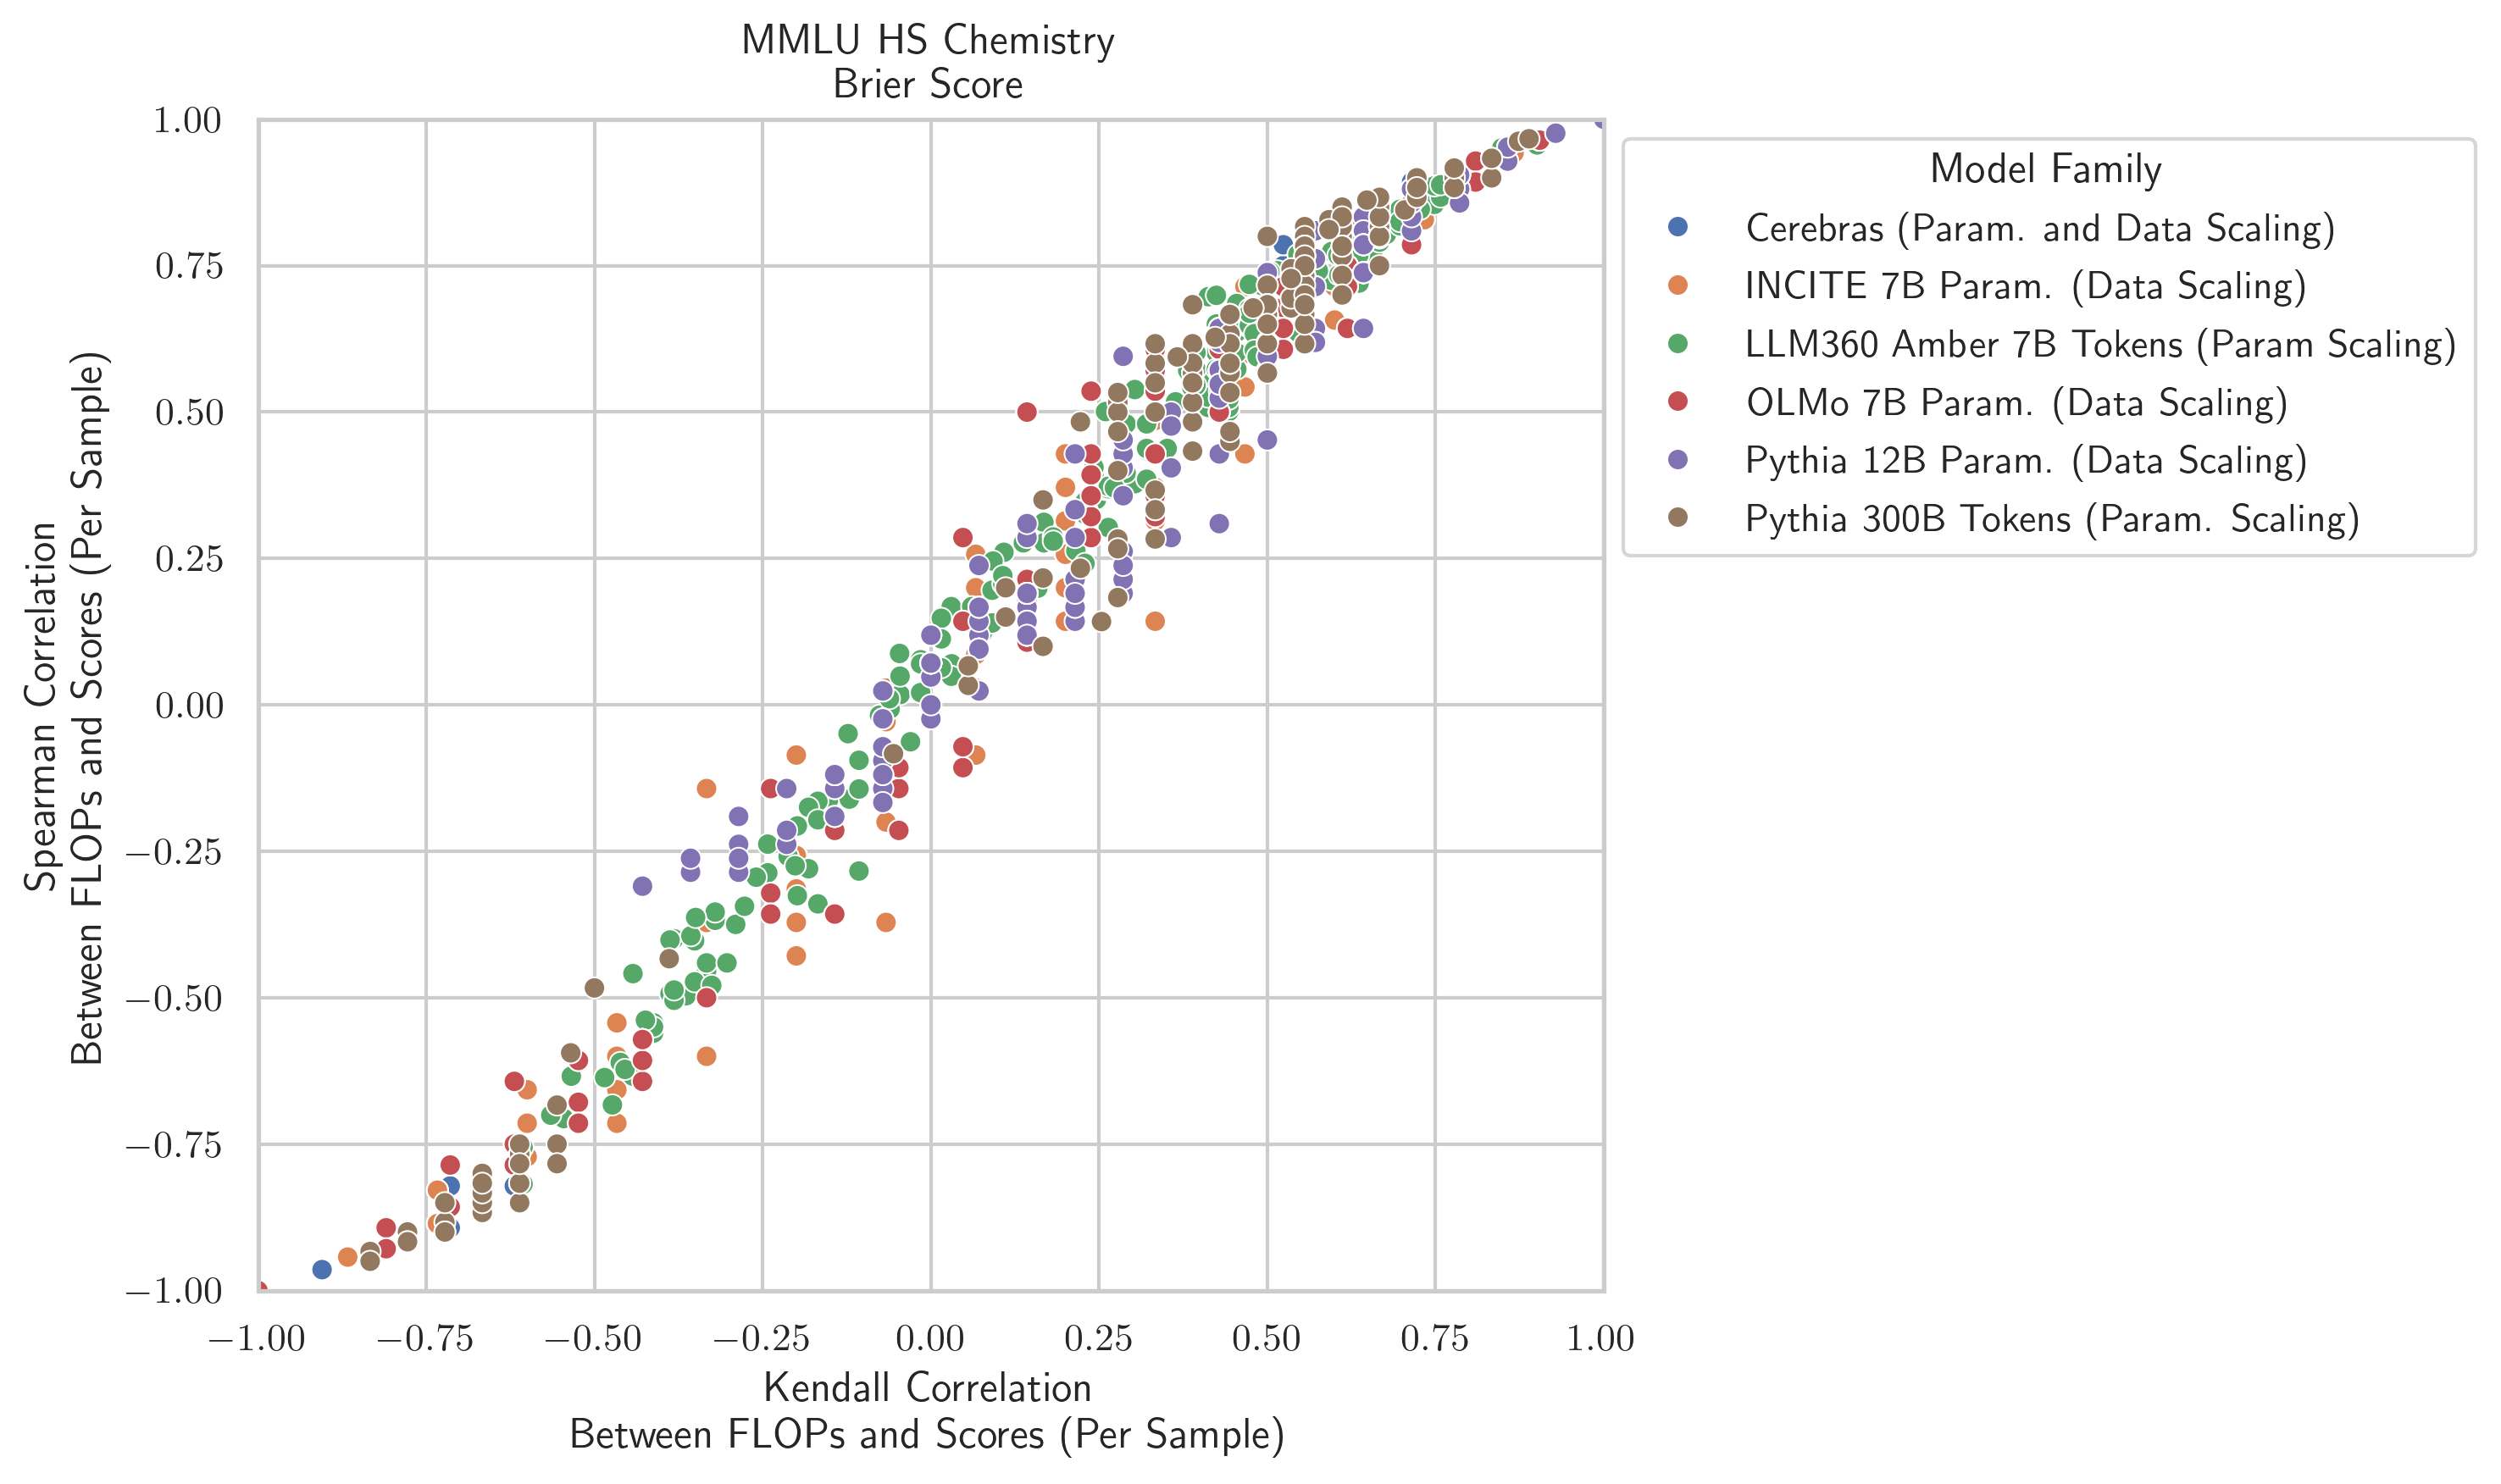 MMLU HS Chemistry
Brier Score
Spearman Correlation
Between FLOPs and Scores (Per Sample)
1.00
0.75
0.50
0.25
0.00
−0.25
−0.50
−0.75
−1.00
−1.00 −0.75 −0.50 −0.25 0.00 0.25 0.50 0.75 1.00
Kendall Correlation
Between FLOPs and Scores (Per Sample)
Model Family
Cerebras (Param. and Data Scaling)
INCITE 7B Param. (Data Scaling)
LLM360 Amber 7B Tokens (Param Scaling)
OLMo 7B Param. (Data Scaling)
Pythia 12B Param. (Data Scaling)
Pythia 300B Tokens (Param. Scaling)